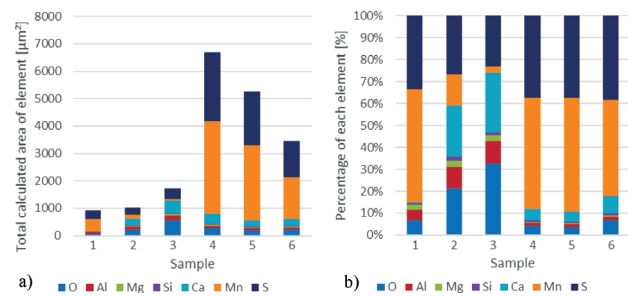 Total calculated area of element [µm²]
8000
7000
6000
5000
4000
3000
2000
1000
0
1 2 3 4 5 6
Sample
a)
O Al Mg Si Ca Mn S
Percentage of each element [%]
100%
90%
80%
70%
60%
50%
40%
30%
20%
10%
0%
1 2 3 4 5 6
Sample
b)
O Al Mg Si Ca Mn S